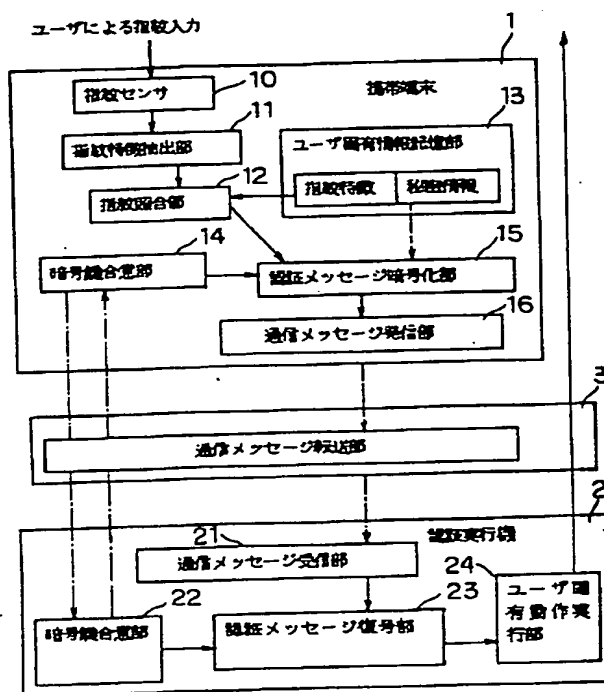 ユーザによる指紋入力
1
携帯端末
指紋センサ
10
指紋特徴抽出部
11
13
ユーザ固有情報記憶部
指紋特徴
秘密情報
指紋照合部
12
14
暗号鍵合意部
15
認証メッセージ暗号化部
16
通信メッセージ発信部
3
通信メッセージ転送部
2
認証実行機
21
通信メッセージ受信部
22
暗号鍵合意部
23
認証メッセージ復号部
24
ユーザ固
有動作実
行部